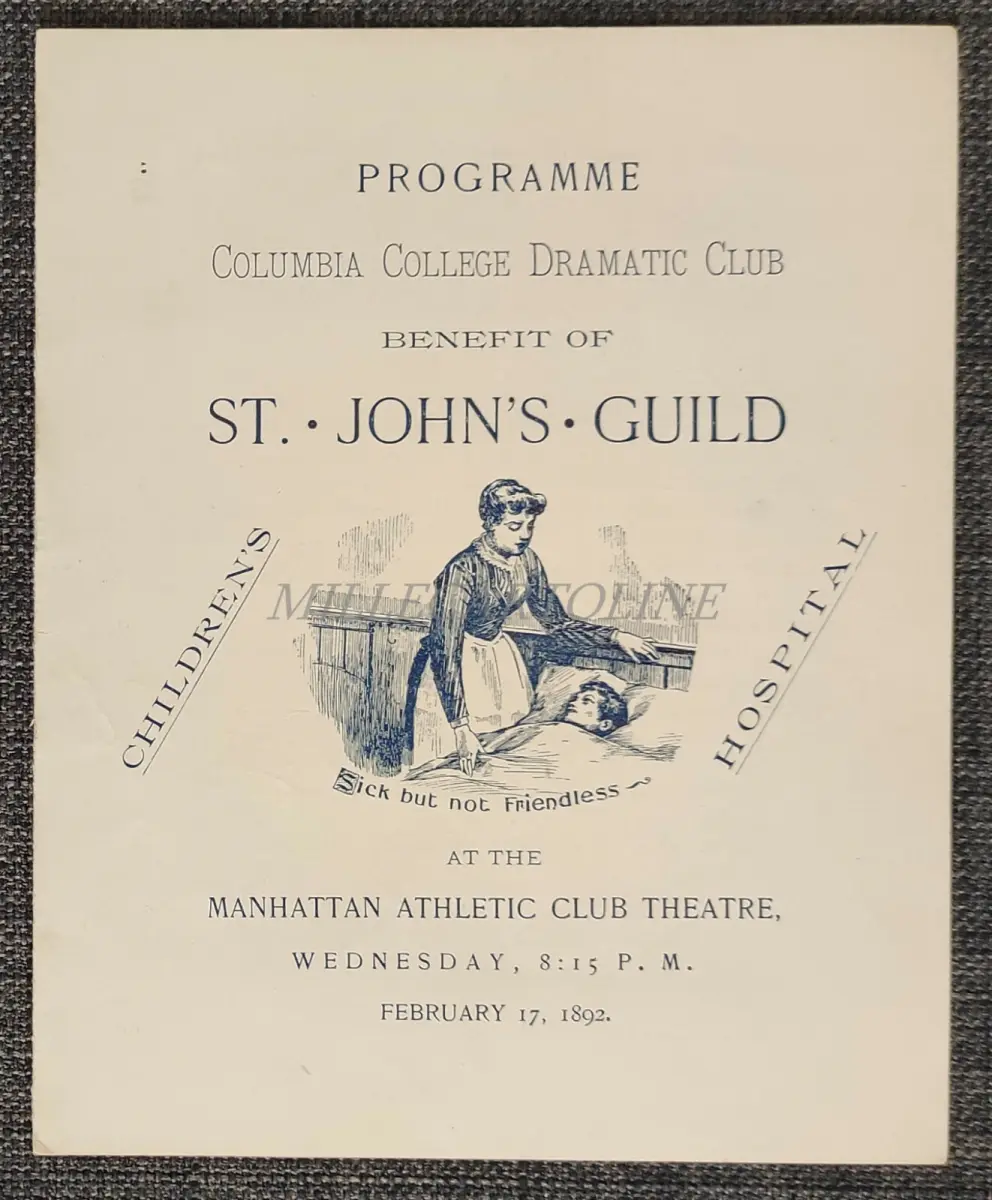 PROGRAMME
COLUMBIA COLLEGE DRAMATIC CLUB
BENEFIT OF
ST. • JOHN'S • GUILD
CHILDREN'S
HOSPITAL
MILLECARTOLINE
Sick but not Friendless
AT THE
MANHATTAN ATHLETIC CLUB THEATRE,
WEDNESDAY, 8:15 P. M.
FEBRUARY 17, 1892.